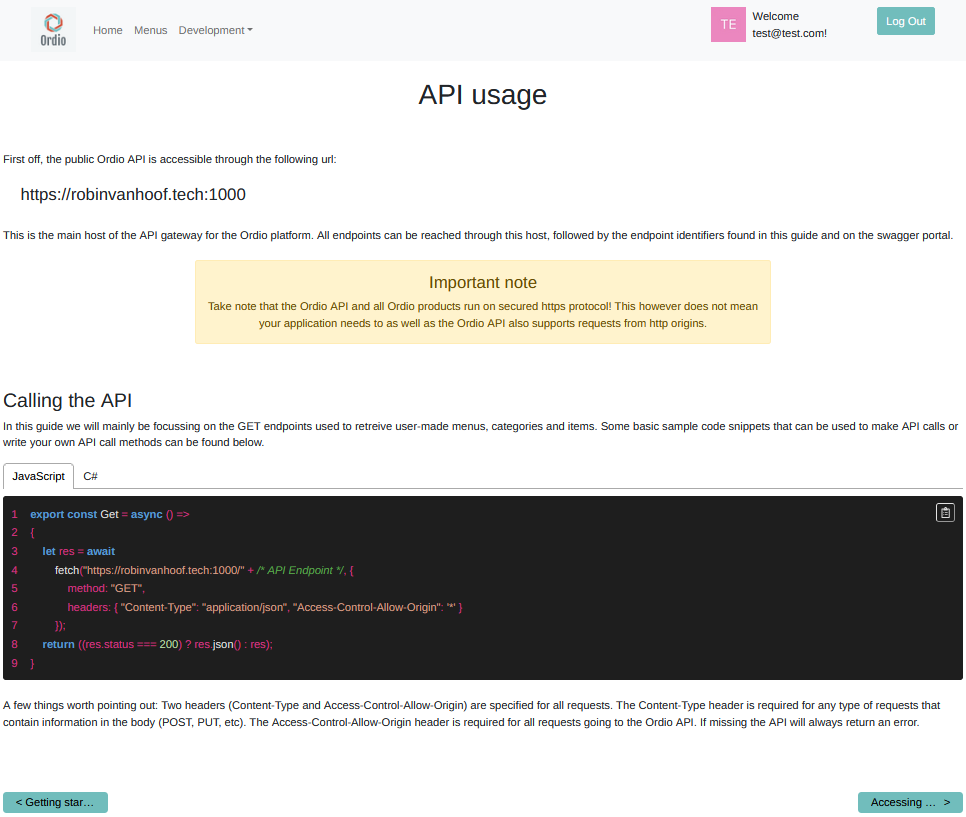 Ordio
Home Menus Development
TE
Welcome
test@test.com!
Log Out
API usage
First off, the public Ordio API is accessible through the following url:
https://robinvanhoof.tech:1000
This is the main host of the API gateway for the Ordio platform. All endpoints can be reached through this host, followed by the endpoint identifiers found in this guide and on the swagger portal.
Important note
Take note that the Ordio API and all Ordio products run on secured https protocol! This however does not mean
your application needs to as well as the Ordio API also supports requests from http origins.
Calling the API
In this guide we will mainly be focussing on the GET endpoints used to retreive user-made menus, categories and items. Some basic sample code snippets that can be used to make API calls or
write your own API call methods can be found below.
JavaScript C#
1 export const Get = async () =>
2 {
3 let res = await
4 fetch("https://robinvanhoof.tech:1000/" + /* API Endpoint */, {
5 method: "GET",
6 headers: { "Content-Type": "application/json", "Access-Control-Allow-Origin": '*' }
7 });
8 return ((res.status === 200) ? res.json() : res);
9 }
A few things worth pointing out: Two headers (Content-Type and Access-Control-Allow-Origin) are specified for all requests. The Content-Type header is required for any type of requests that
contain information in the body (POST, PUT, etc). The Access-Control-Allow-Origin header is required for all requests going to the Ordio API. If missing the API will always return an error.
< Getting star…
Accessing … >